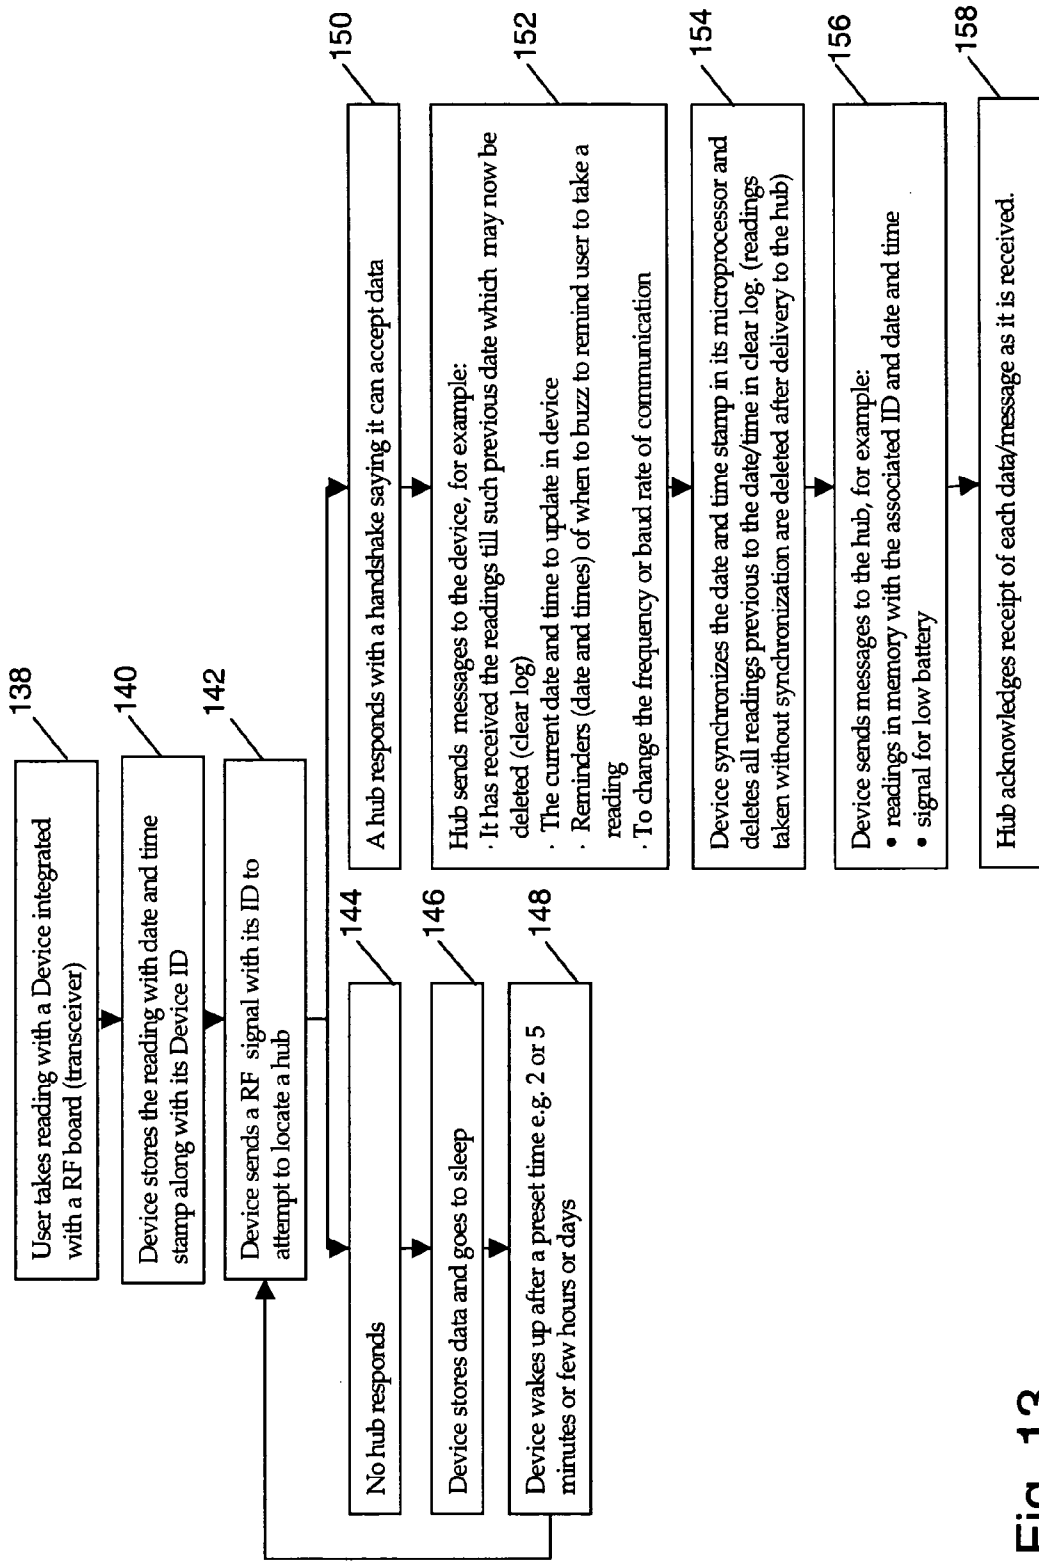 138
User takes reading with a Device integrated
with a RF board (transceiver)
140
Device stores the reading with date and time
stamp along with its Device ID
142
Device sends a RF signal with its ID to
attempt to locate a hub
144
No hub responds
146
Device stores data and goes to sleep
148
Device wakes up after a preset time e.g. 2 or 5
minutes or few hours or days
150
A hub responds with a handshake saying it can accept data
152
Hub sends messages to the device, for example:
· It has received the readings till such previous date which may now be
deleted (clear log)
· The current date and time to update in device
· Reminders (date and times) of when to buzz to remind user to take a
reading
· To change the frequency or baud rate of communication
154
Device synchronizes the date and time stamp in its microprocessor and
deletes all readings previous to the date/time in clear log. (readings
taken without synchronization are deleted after delivery to the hub)
156
Device sends messages to the hub, for example:
• readings in memory with the associated ID and date and time
• signal for low battery
158
Hub acknowledges receipt of each data/message as it is received.
Fig. 13